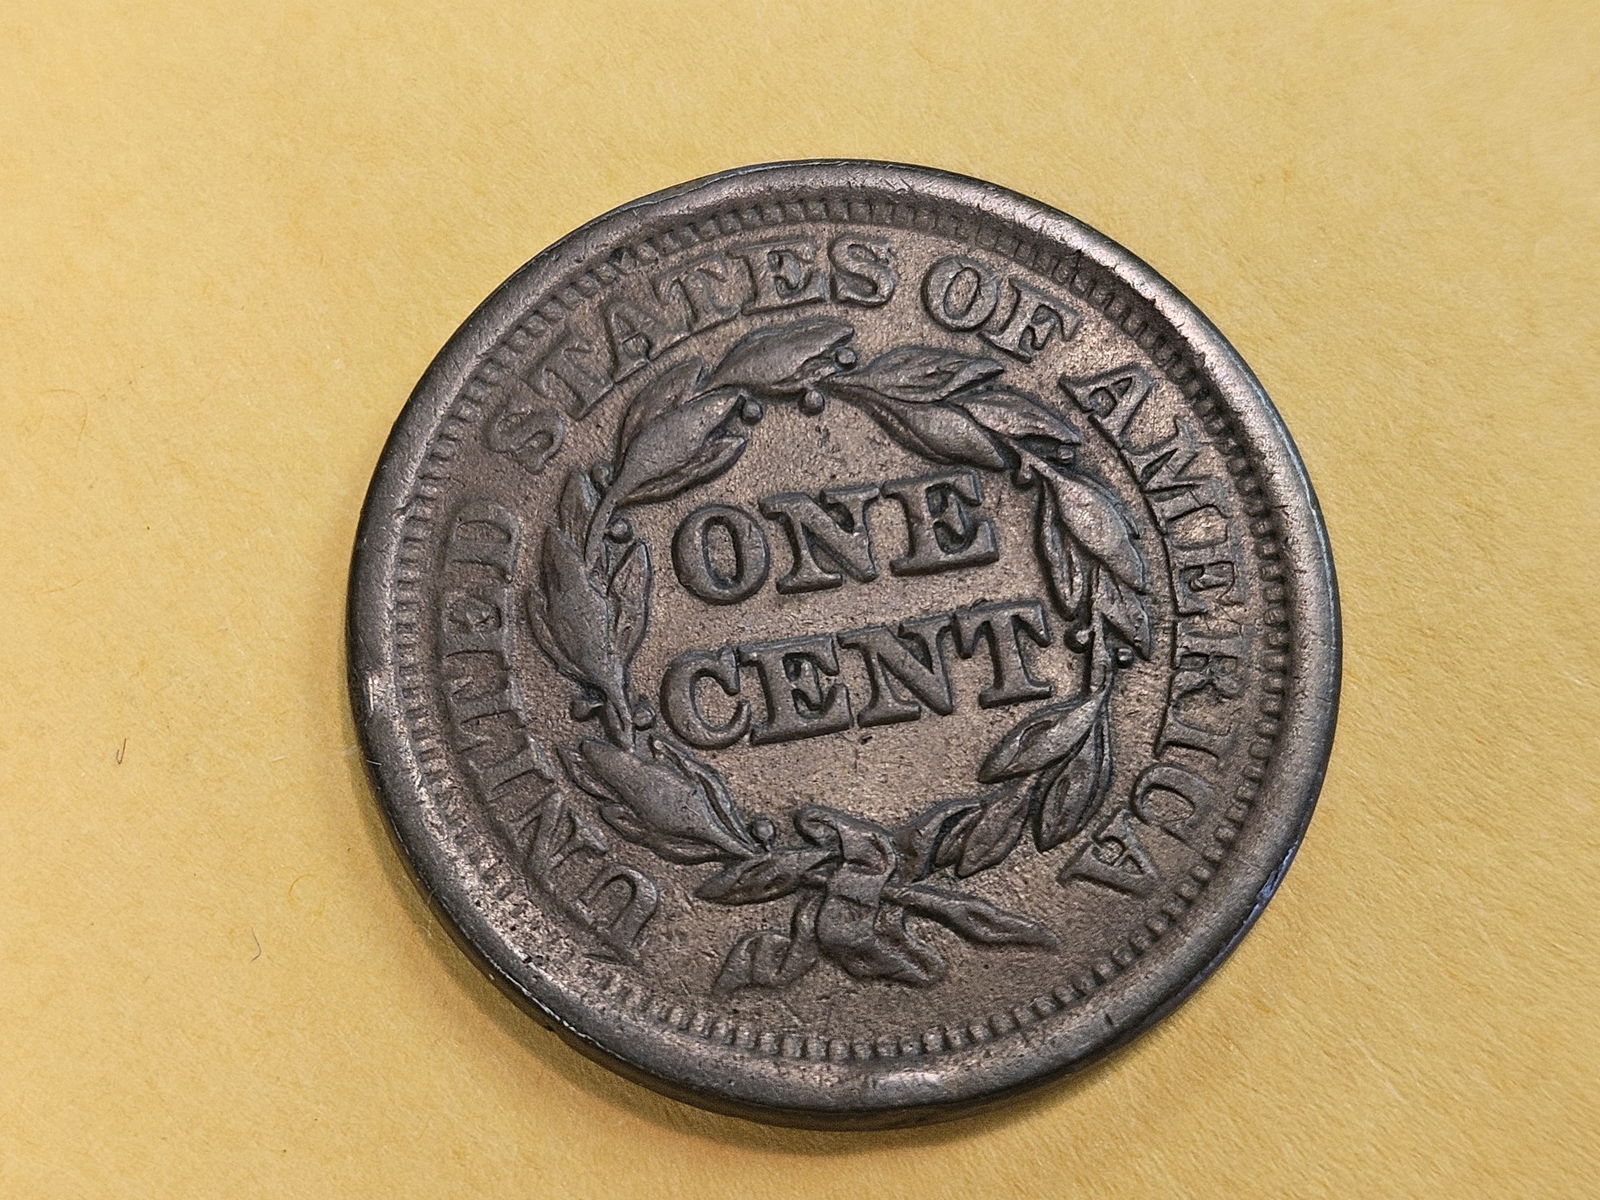 UNITED STATES OF AMERICA
ONE
CENT